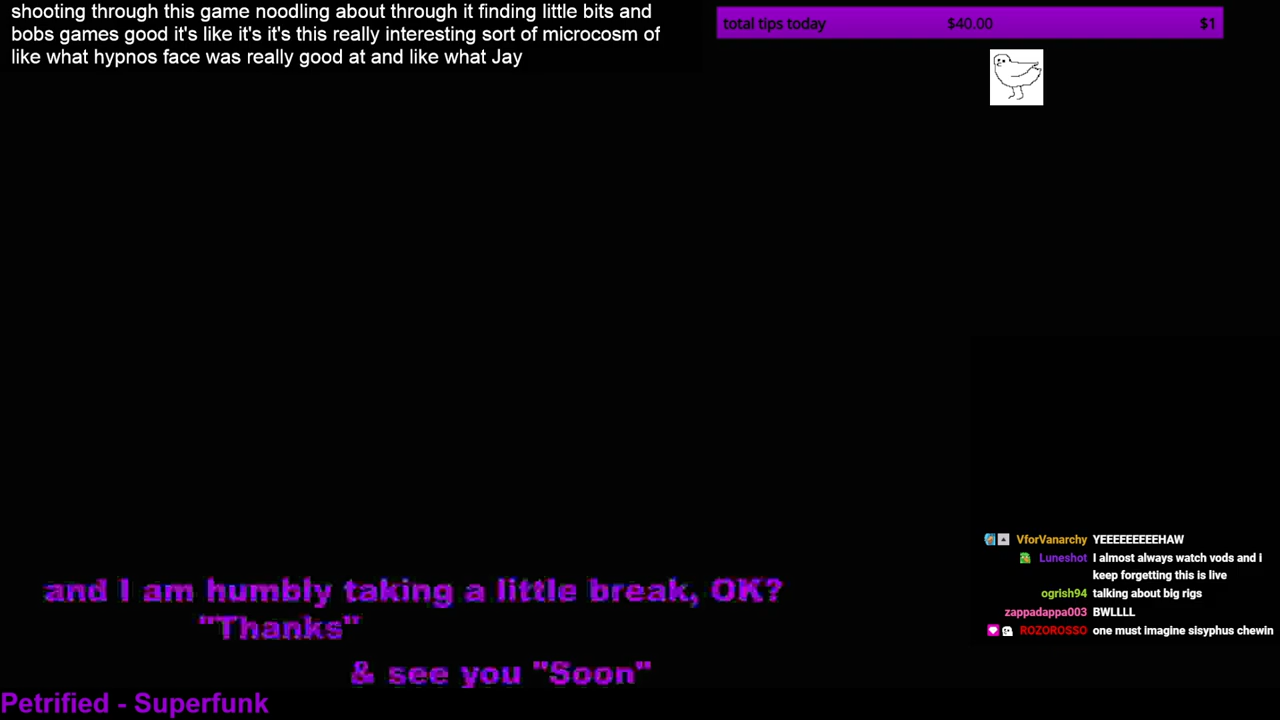 shooting through this game noodling about through it finding little bits and
bobs games good it's like it's it's this really interesting sort of microcosm of
like what hypnos face was really good at and like what Jay
total tips today $40.00 $1
VforVanarchy YEEEEEEEEEHAW
Luneshot I almost always watch vods and i
keep forgetting this is live
ogrish94 talking about big rigs
zappadappa003 BWLLLL
ROZOROSSO one must imagine sisyphus chewin
and I am humbly taking a little break, OK?
"Thanks"
& see you "Soon"
Petrified - Superfunk